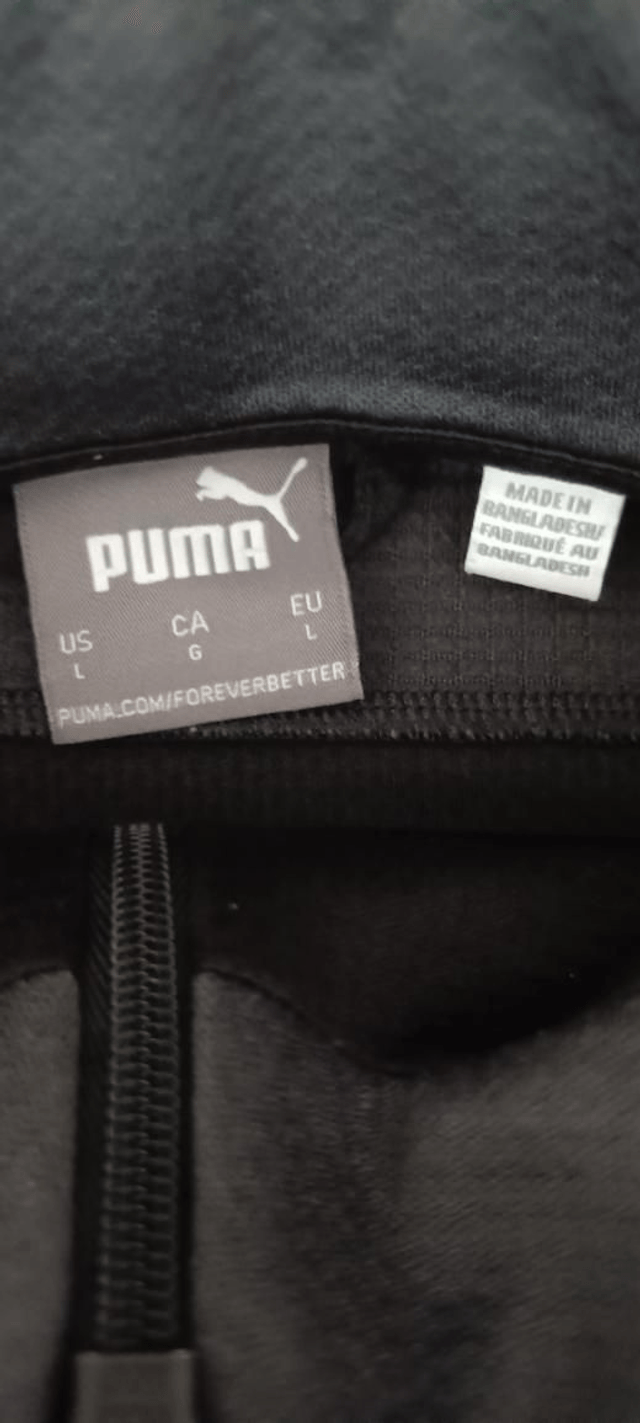 PUMA
US CA EU
L G L
PUMA.COM/FOREVERBETTER
MADE IN
BANGLADESH/
FABRIQUÉ AU
BANGLADESH